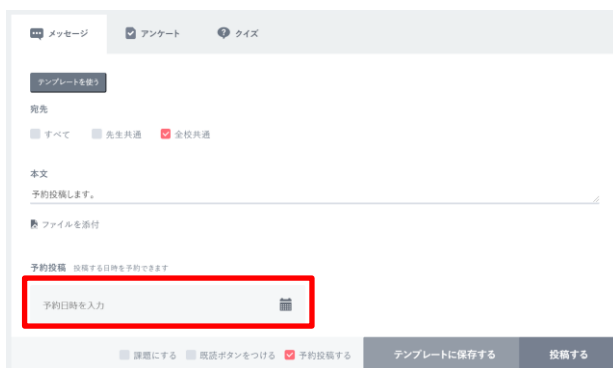 メッセージ アンケート クイズ
テンプレートを使う
宛先
すべて 先生共通 全校共通
本文
予約投稿します。
ファイルを添付
予約投稿 投稿する日時を予約できます
予約日時を入力
課題にする 既読ボタンをつける 予約投稿する テンプレートに保存する 投稿する